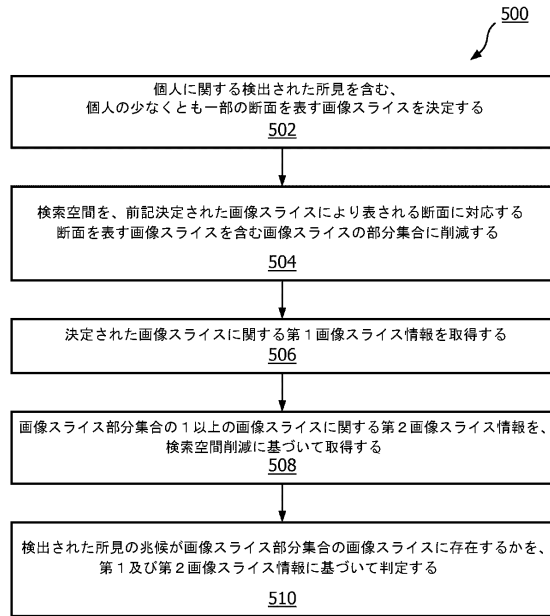 500
個人に関する検出された所見を含む、
個人の少なくとも一部の断面を表す画像スライスを決定する
502
検索空間を、前記決定された画像スライスにより表される断面に対応する
断面を表す画像スライスを含む画像スライスの部分集合に削減する
504
決定された画像スライスに関する第1画像スライス情報を取得する
506
画像スライス部分集合の1以上の画像スライスに関する第2画像スライス情報を、
検索空間削減に基づいて取得する
508
検出された所見の兆候が画像スライス部分集合の画像スライスに存在するかを、
第1及び第2画像スライス情報に基づいて判定する
510